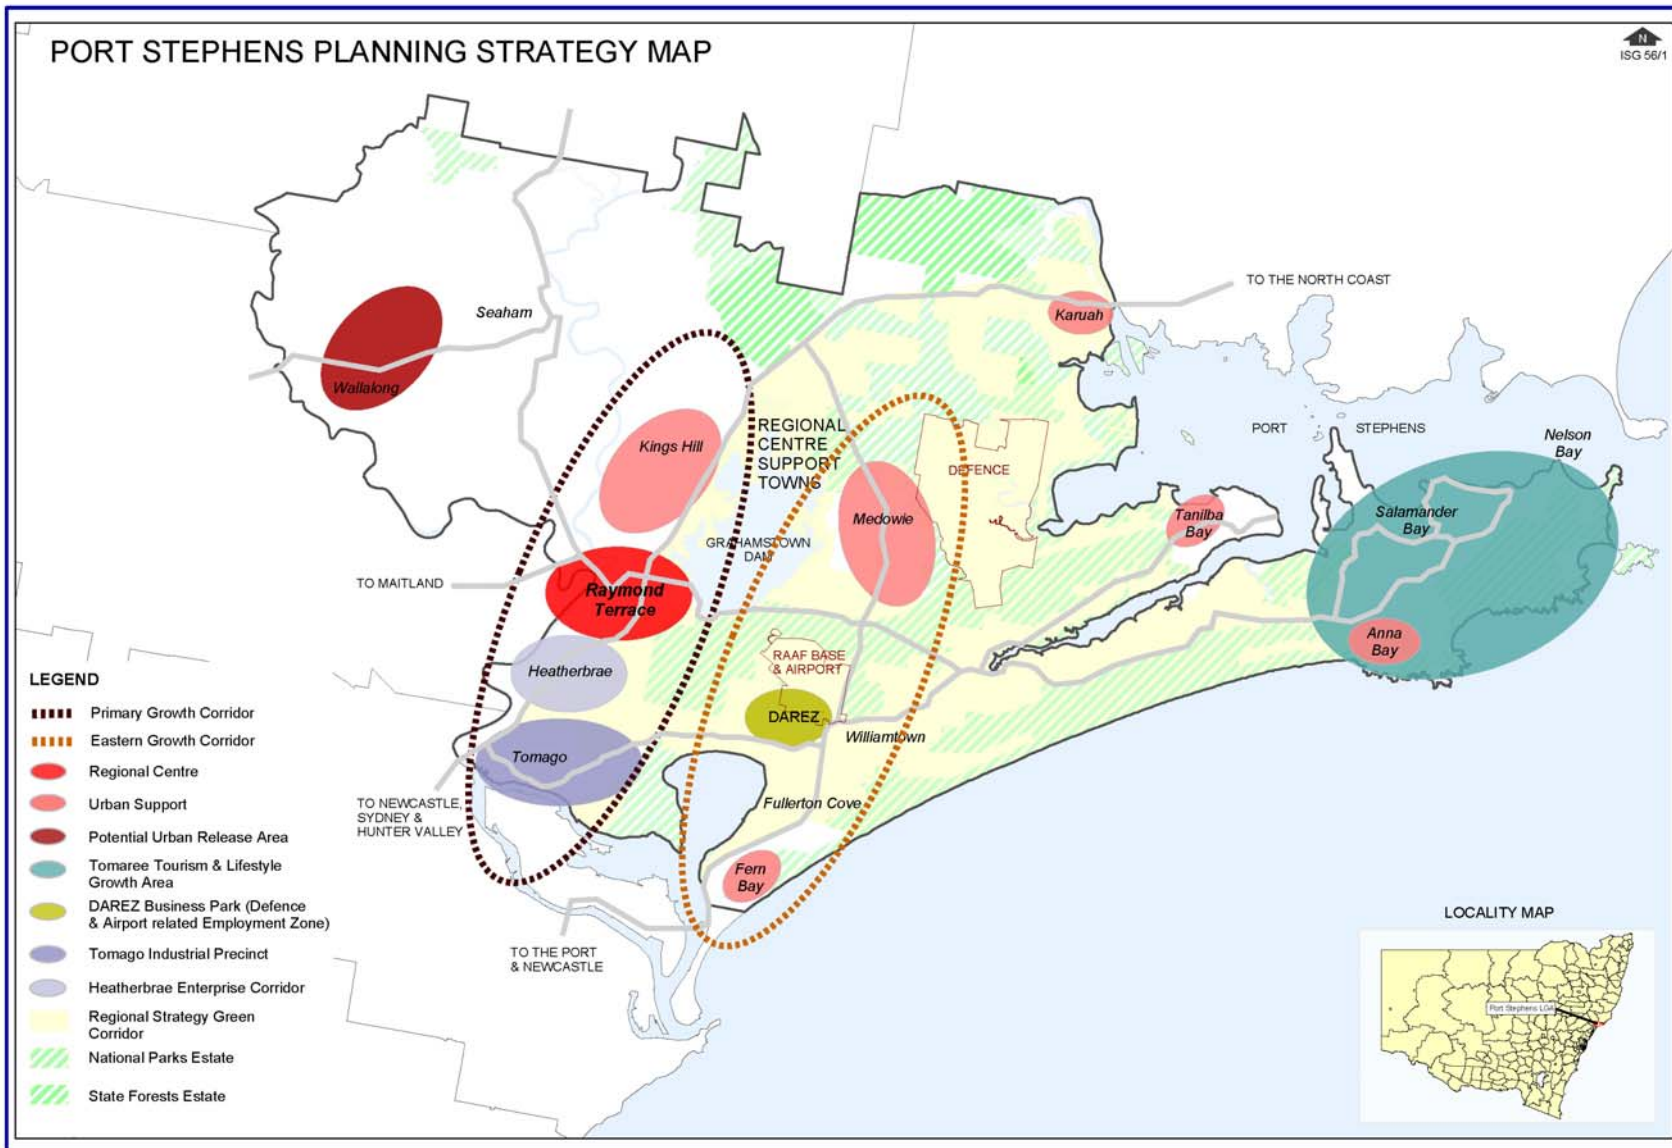 PORT STEPHENS PLANNING STRATEGY MAP
N
ISG 56/1
TO THE NORTH COAST
Seaham
Karuah
Wallalong
REGIONAL
CENTRE
SUPPORT
TOWNS
Kings Hill
PORT STEPHENS
Nelson
Bay
DEFENCE
Medowie
Tanilba
Bay
Salamander
Bay
GRAHAMSTOWN
DAM
TO MAITLAND
Raymond
Terrace
Anna
Bay
RAAF BASE
& AIRPORT
Heatherbrae
DAREZ
Williamtown
Tomago
TO NEWCASTLE,
SYDNEY &
HUNTER VALLEY
Fullerton Cove
Fern
Bay
TO THE PORT
& NEWCASTLE
LEGEND
Primary Growth Corridor
Eastern Growth Corridor
Regional Centre
Urban Support
Potential Urban Release Area
Tomaree Tourism & Lifestyle
Growth Area
DAREZ Business Park (Defence
& Airport related Employment Zone)
Tomago Industrial Precinct
Heatherbrae Enterprise Corridor
Regional Strategy Green
Corridor
National Parks Estate
State Forests Estate
LOCALITY MAP
Port Stephens LGA